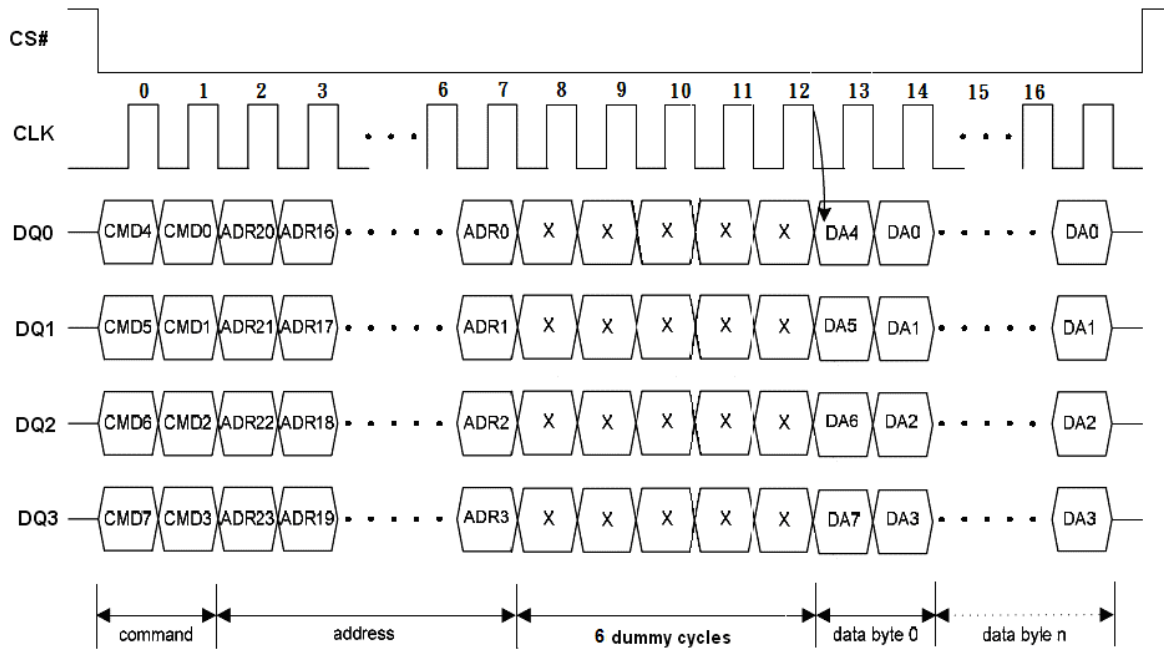 CS#
0 1 2 3 6 7 8 9 10 11 12 13 14 15 16
CLK
DQ0 CMD4 CMD0 ADR20 ADR16 ADR0 X X X X X DA4 DA0 DA0
DQ1 CMD5 CMD1 ADR21 ADR17 ADR1 X X X X X DA5 DA1 DA1
DQ2 CMD6 CMD2 ADR22 ADR18 ADR2 X X X X X DA6 DA2 DA2
DQ3 CMD7 CMD3 ADR23 ADR19 ADR3 X X X X X DA7 DA3 DA3
command address 6 dummy cycles data byte 0 data byte n